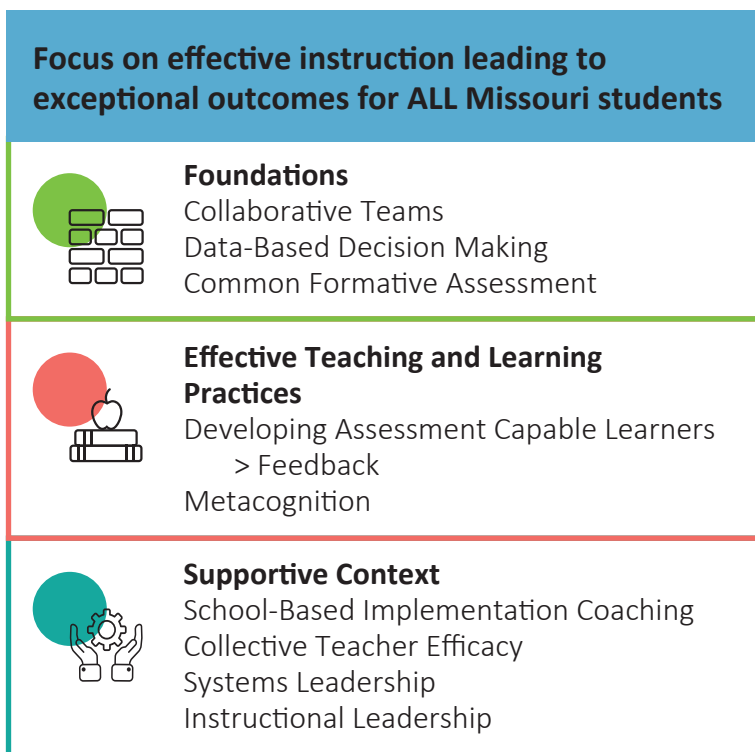 Focus on effective instruction leading to
exceptional outcomes for ALL Missouri students
Foundations
Collaborative Teams
Data-Based Decision Making
Common Formative Assessment
Effective Teaching and Learning
Practices
Developing Assessment Capable Learners
> Feedback
Metacognition
Supportive Context
School-Based Implementation Coaching
Collective Teacher Efficacy
Systems Leadership
Instructional Leadership